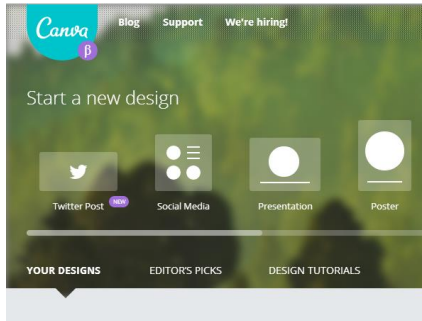 Canva β Blog Support We're hiring!
Start a new design
Twitter Post NEW Social Media Presentation Poster
YOUR DESIGNS EDITOR'S PICKS DESIGN TUTORIALS